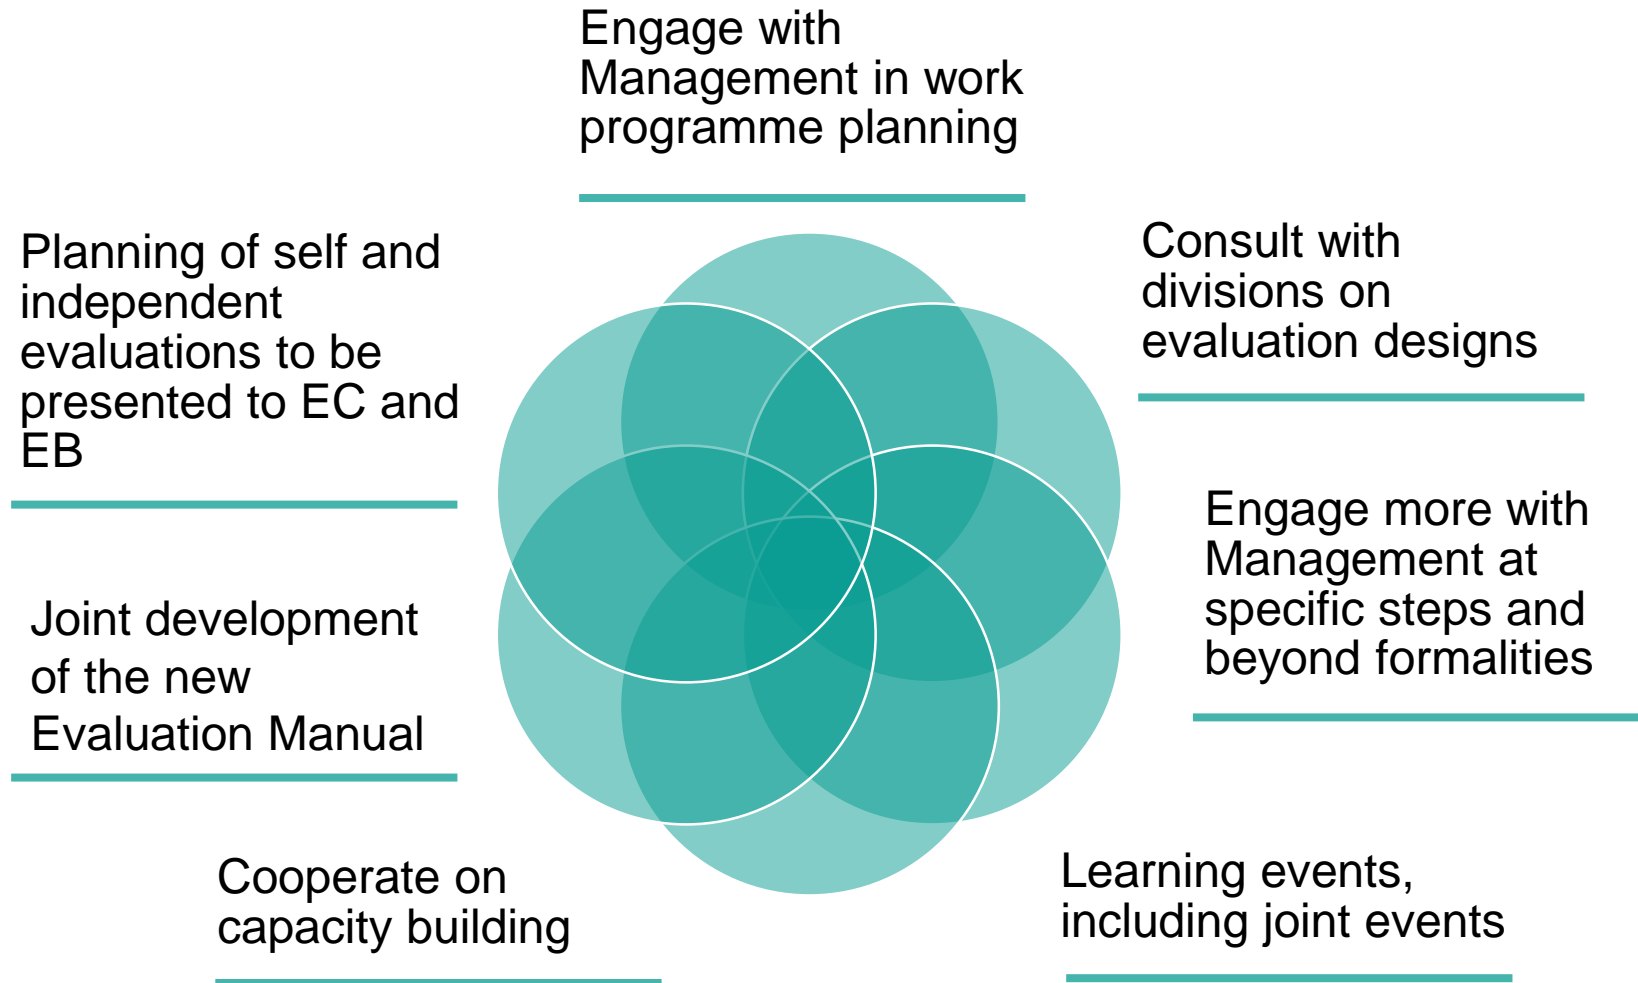 Engage with
Management in work
programme planning
Consult with
divisions on
evaluation designs
Engage more with
Management at
specific steps and
beyond formalities
Learning events,
including joint events
Cooperate on
capacity building
Joint development
of the new
Evaluation Manual
Planning of self and
independent
evaluations to be
presented to EC and
EB